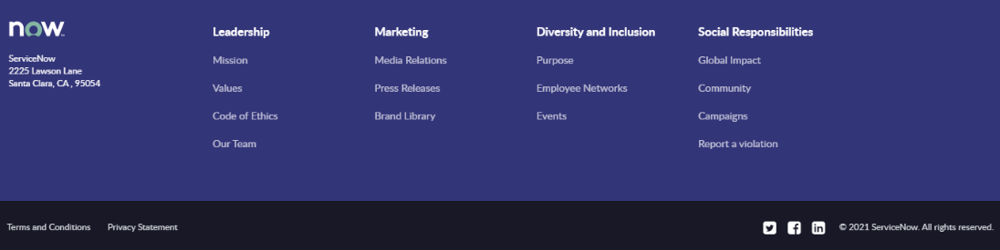 now
ServiceNow
2225 Lawson Lane
Santa Clara, CA , 95054
Leadership
Mission
Values
Code of Ethics
Our Team
Marketing
Media Relations
Press Releases
Brand Library
Diversity and Inclusion
Purpose
Employee Networks
Events
Social Responsibilities
Global Impact
Community
Campaigns
Report a violation
Terms and Conditions
Privacy Statement
© 2021 ServiceNow. All rights reserved.